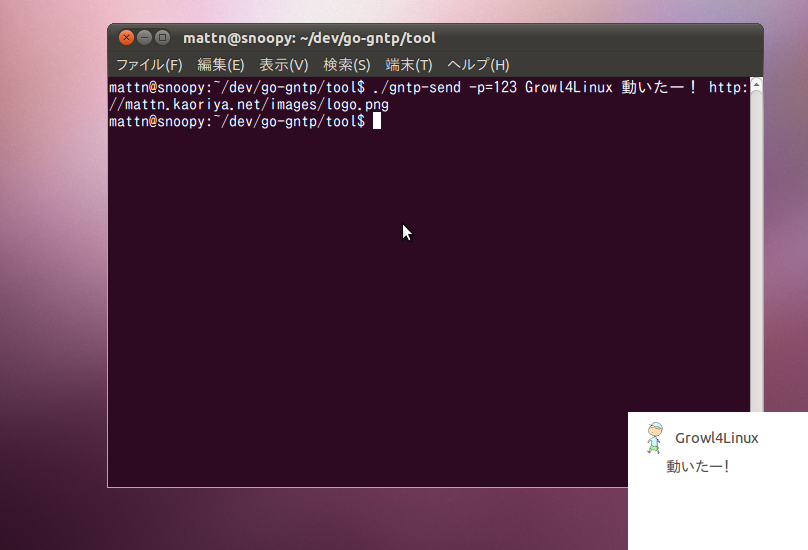 mattn@snoopy: ~/dev/go-gntp/tool
ファイル(F) 編集(E) 表示(V) 検索(S) 端末(T) ヘルプ(H)
mattn@snoopy:~/dev/go-gntp/tool$ ./gntp-send -p=123 Growl4Linux 動いたー！ http:
//mattn.kaoriya.net/images/logo.png
mattn@snoopy:~/dev/go-gntp/tool$
Growl4Linux
動いたー！